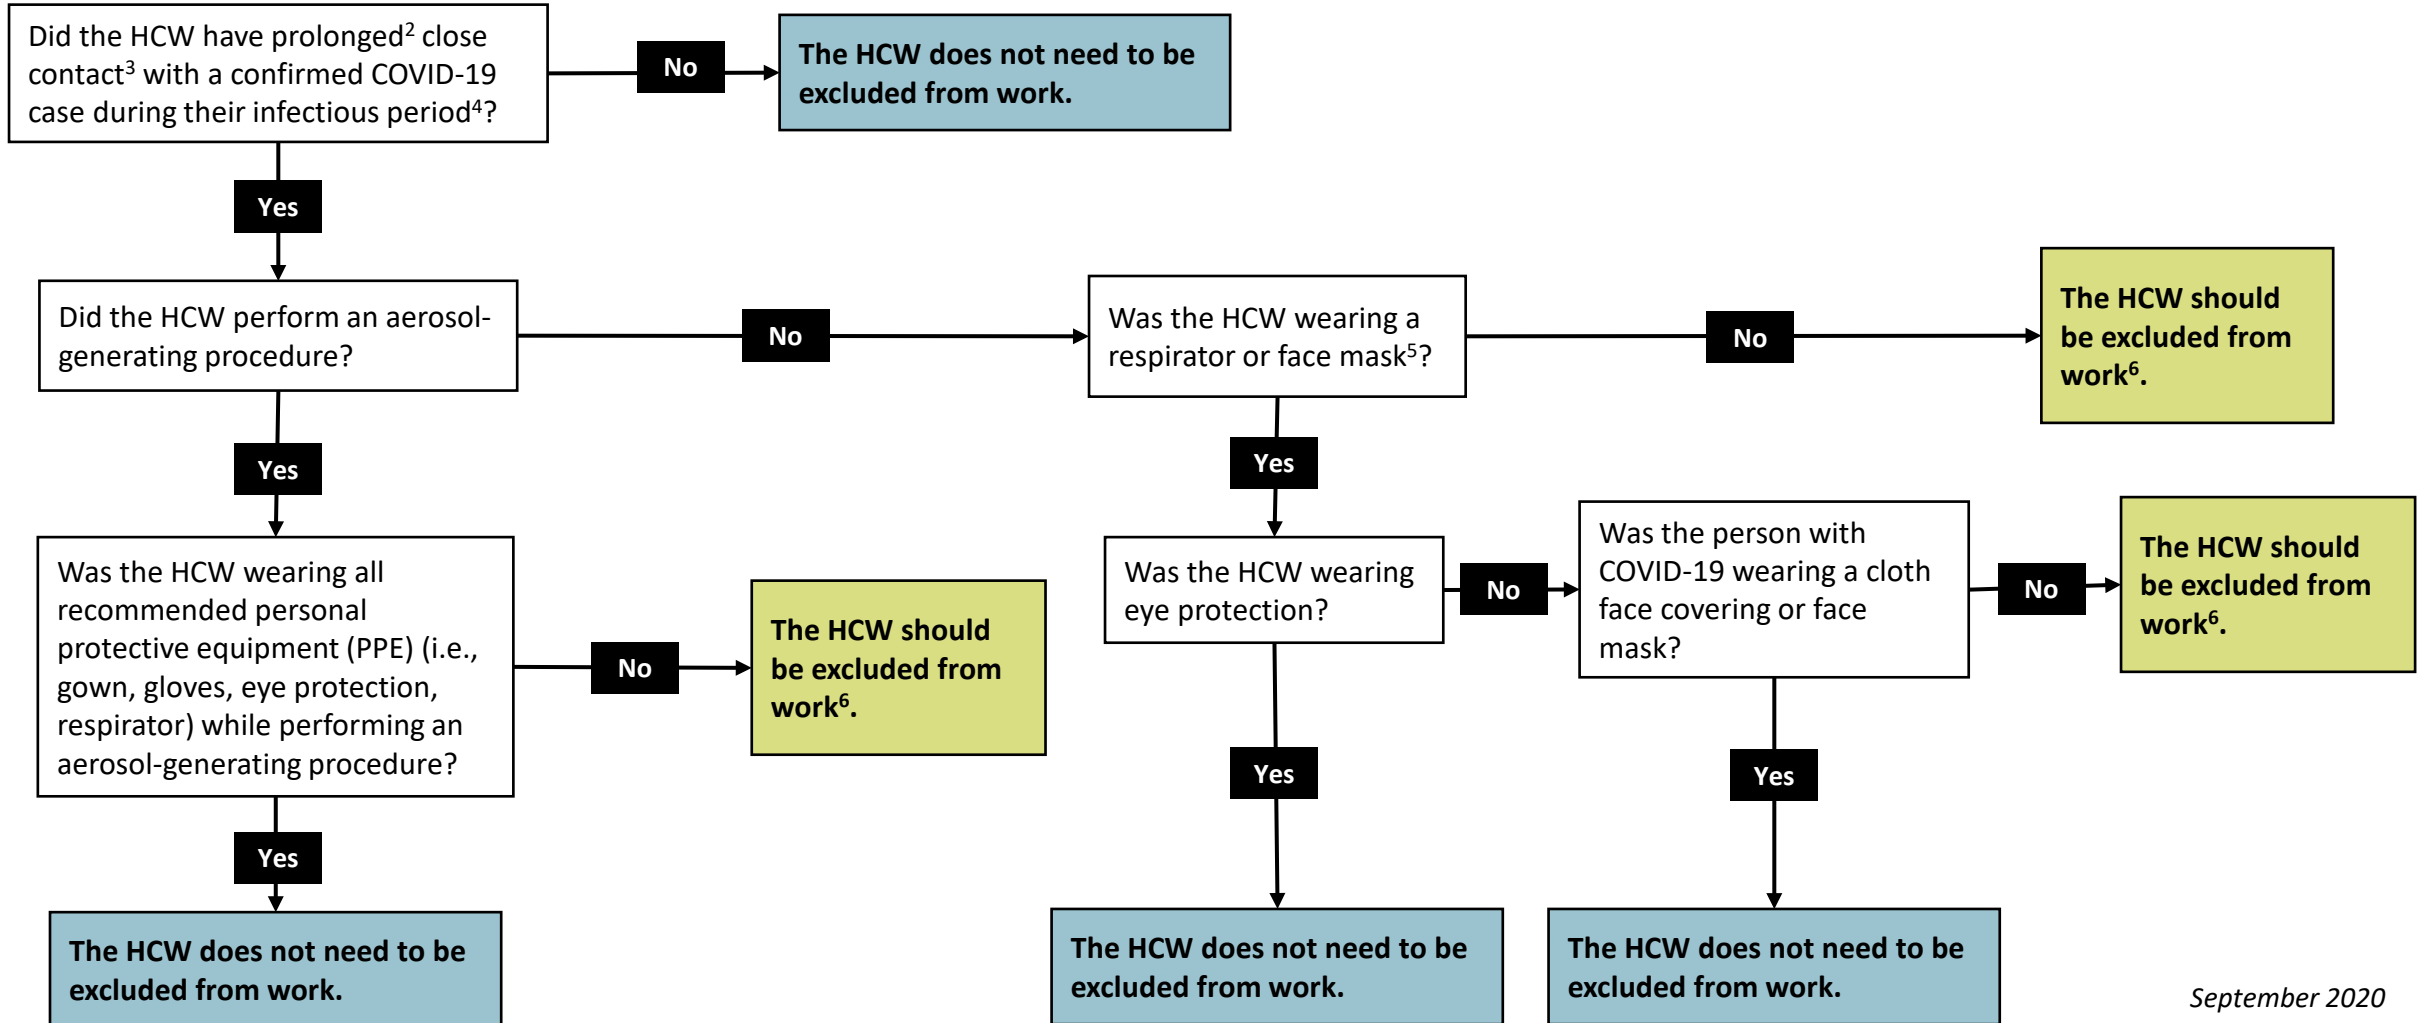 Did the HCW have prolonged² close
contact³ with a confirmed COVID-19
case during their infectious period⁴?
No
The HCW does not need to be
excluded from work.
Yes
Did the HCW perform an aerosol-
generating procedure?
No
Was the HCW wearing a
respirator or face mask⁵?
No
The HCW should
be excluded from
work⁶.
Yes
Yes
Was the HCW wearing all
recommended personal
protective equipment (PPE) (i.e.,
gown, gloves, eye protection,
respirator) while performing an
aerosol-generating procedure?
No
The HCW should
be excluded from
work⁶.
Was the HCW wearing
eye protection?
No
Was the person with
COVID-19 wearing a cloth
face covering or face
mask?
No
The HCW should
be excluded from
work⁶.
Yes
Yes
Yes
The HCW does not need to be
excluded from work.
The HCW does not need to be
excluded from work.
The HCW does not need to be
excluded from work.
September 2020